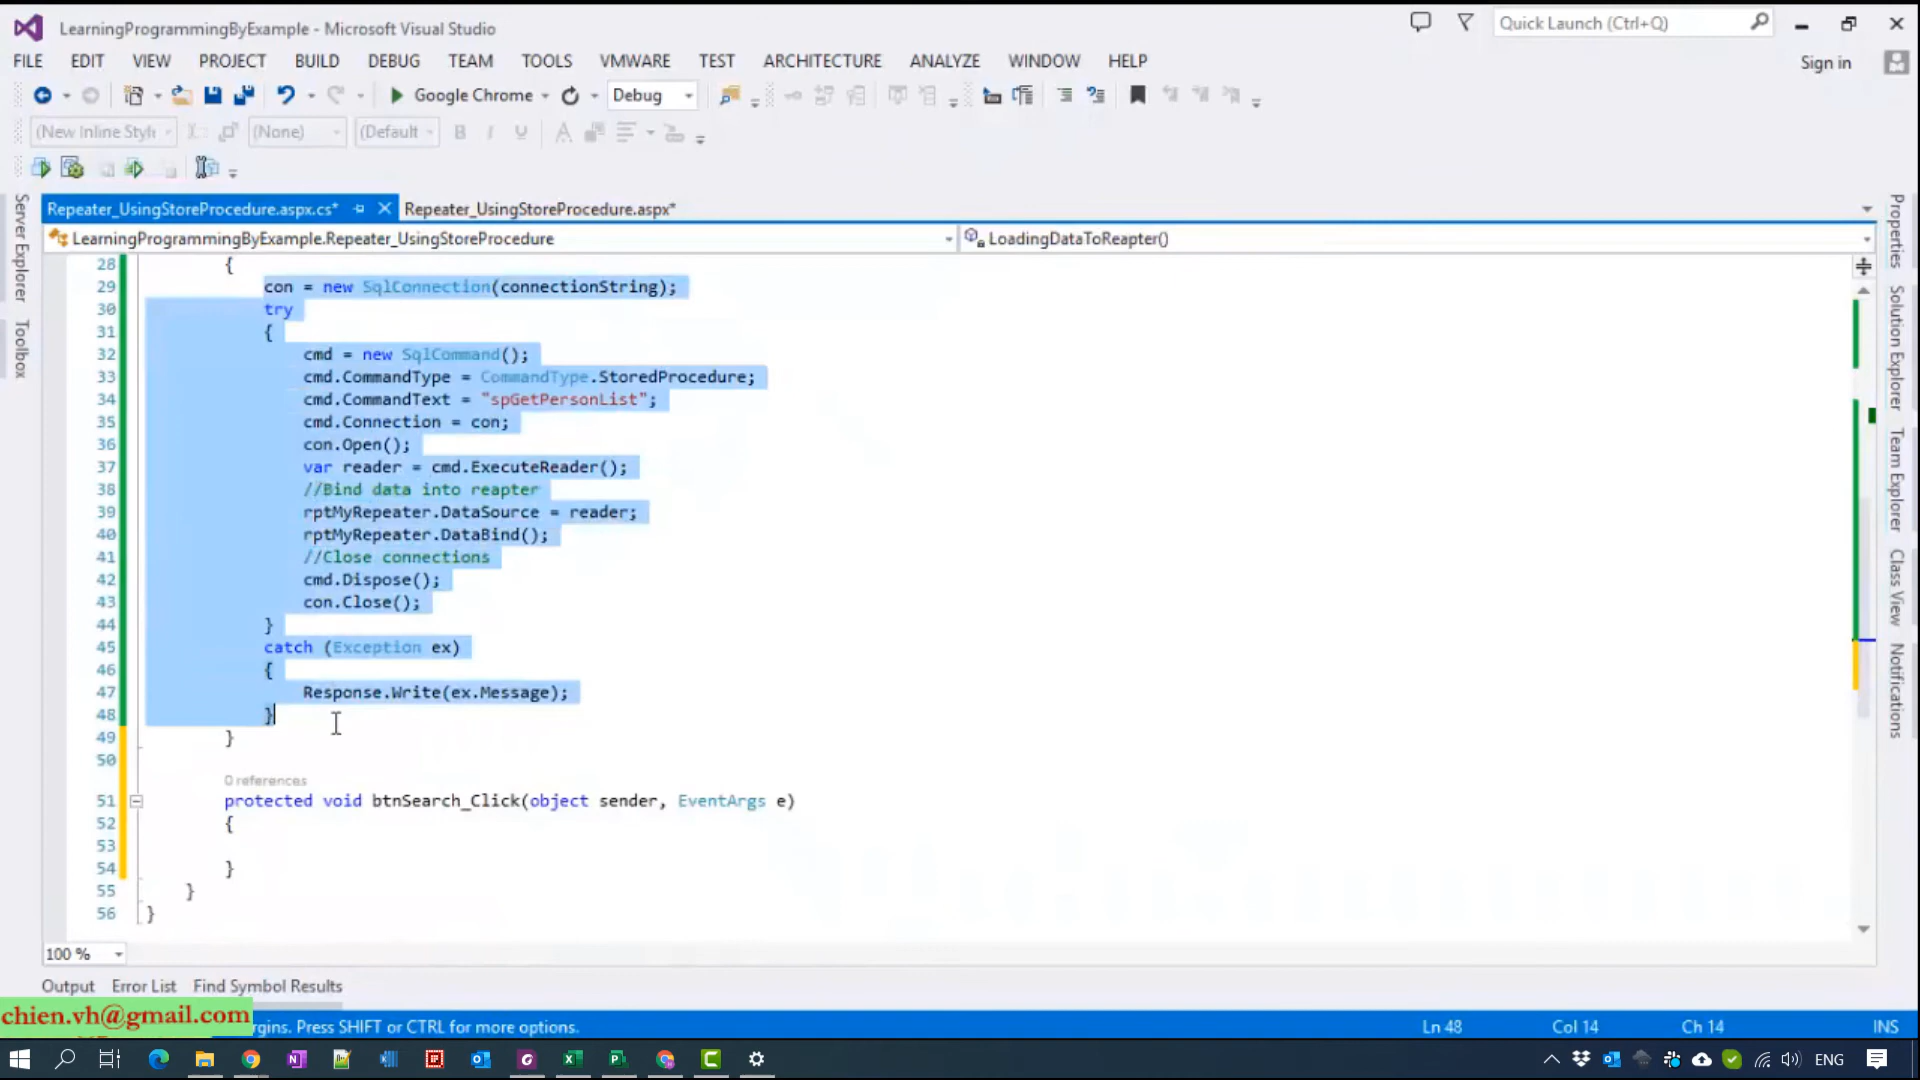 LearningProgrammingByExample - Microsoft Visual Studio
Quick Launch (Ctrl+Q)
FILE EDIT VIEW PROJECT BUILD DEBUG TEAM TOOLS VMWARE TEST ARCHITECTURE ANALYZE WINDOW HELP
Sign in
Google Chrome Debug
(New Inline Style (None) (Default
Repeater_UsingStoreProcedure.aspx.cs* Repeater_UsingStoreProcedure.aspx*
LearningProgrammingByExample.Repeater_UsingStoreProcedure LoadingDataToReapter()
28 {
29 con = new SqlConnection(connectionString);
30 try
31 {
32 cmd = new SqlCommand();
33 cmd.CommandType = CommandType.StoredProcedure;
34 cmd.CommandText = "spGetPersonList";
35 cmd.Connection = con;
36 con.Open();
37 var reader = cmd.ExecuteReader();
38 //Bind data into reapter
39 rptMyRepeater.DataSource = reader;
40 rptMyRepeater.DataBind();
41 //Close connections
42 cmd.Dispose();
43 con.Close();
44 }
45 catch (Exception ex)
46 {
47 Response.Write(ex.Message);
48 }
49 }
50
0 references
51 protected void btnSearch_Click(object sender, EventArgs e)
52 {
53
54 }
55 }
56 }
100 %
Server Explorer
Toolbox
Properties
Solution Explorer
Team Explorer
Class View
Notifications
Output Error List Find Symbol Results
chien.vh@gmail.com
rgins. Press SHIFT or CTRL for more options.
Ln 48 Col 14 Ch 14 INS
ENG